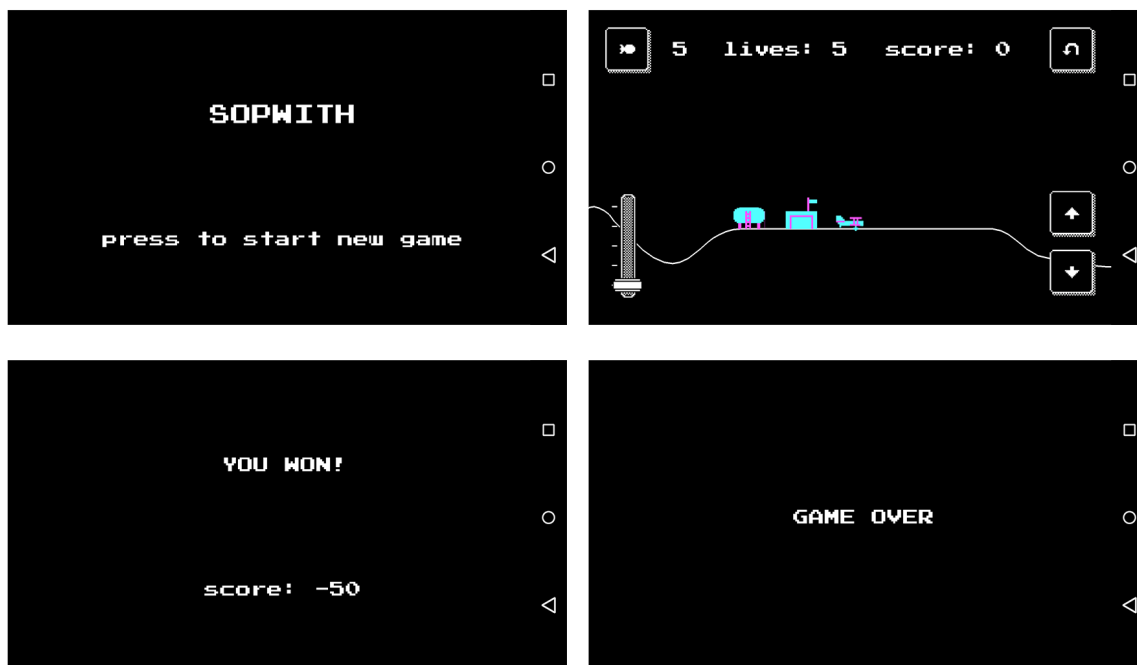 SOPWITH
press to start new game
5 lives: 5 score: 0
YOU WON!
score: -50
GAME OVER